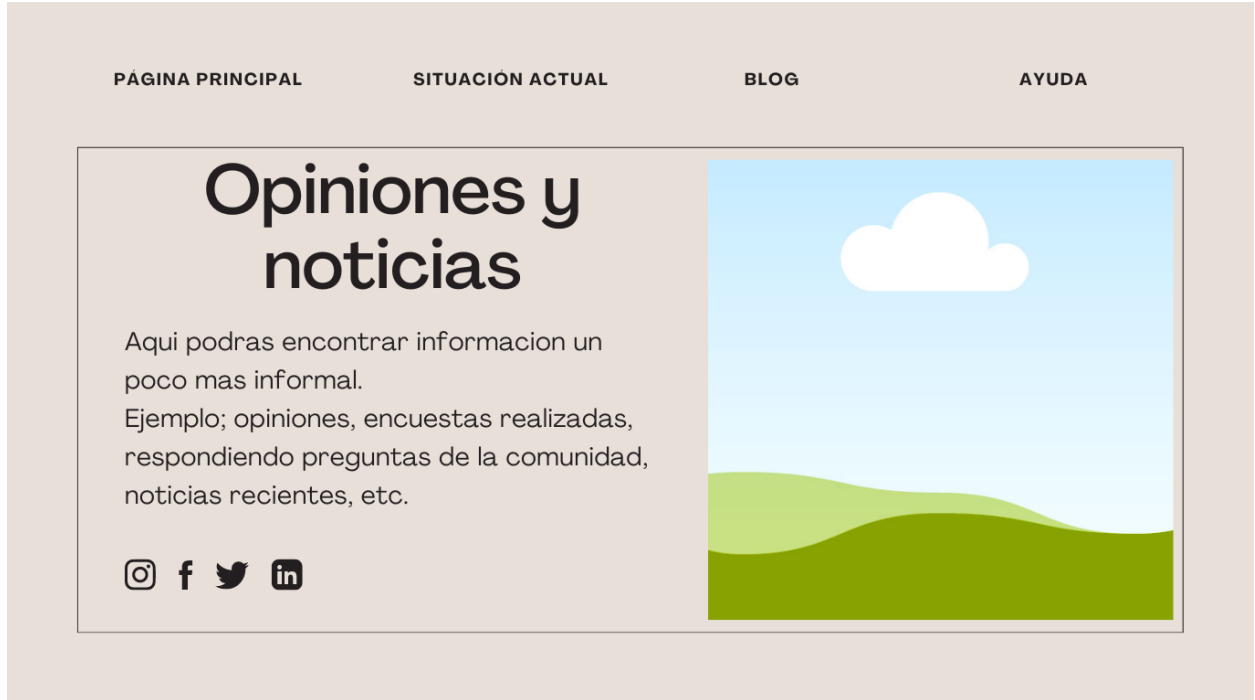 PÁGINA PRINCIPAL
SITUACIÓN ACTUAL
BLOG
AYUDA
Opiniones y
noticias
Aqui podras encontrar informacion un
poco mas informal.
Ejemplo; opiniones, encuestas realizadas,
respondiendo preguntas de la comunidad,
noticias recientes, etc.